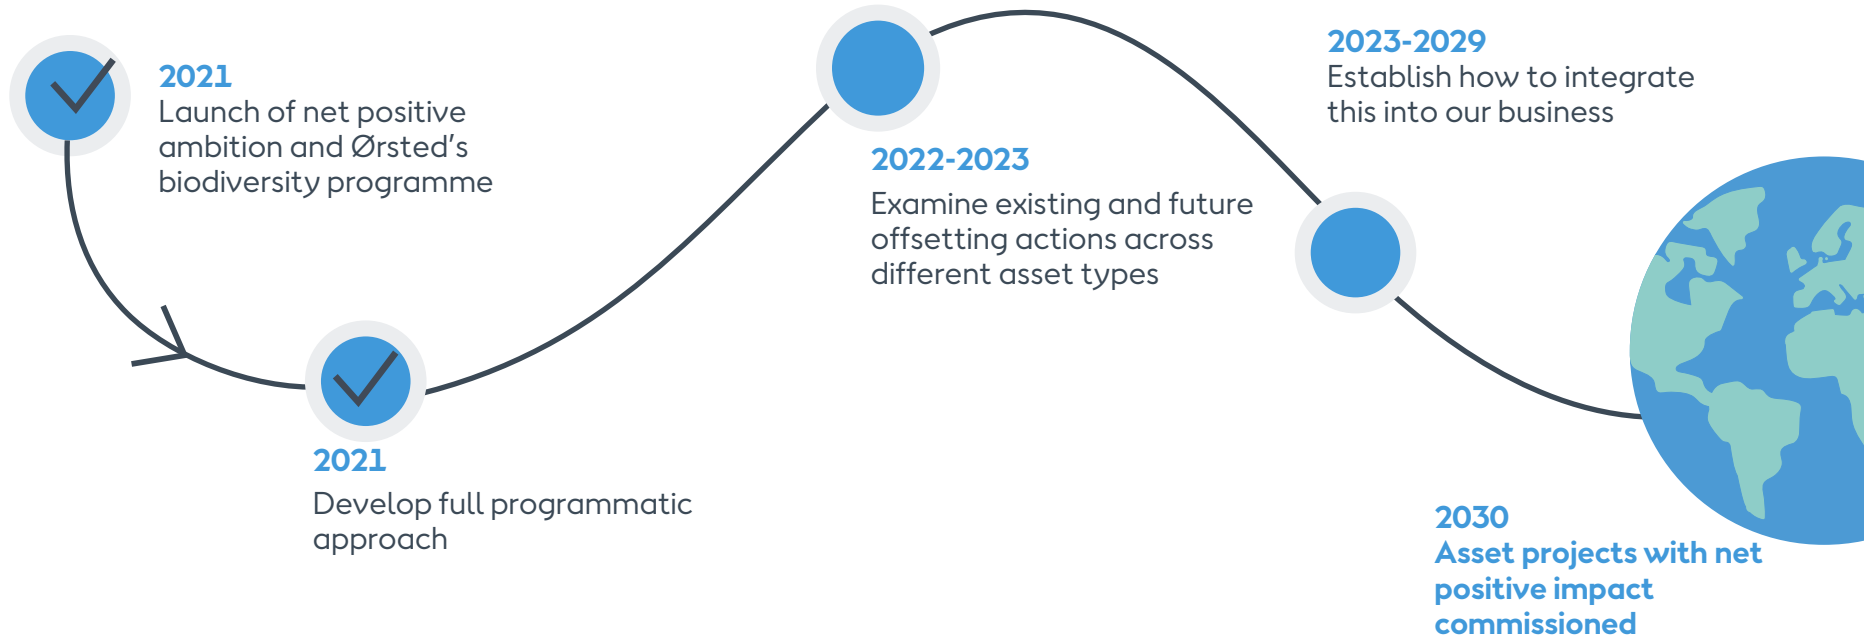 2021
Launch of net positive
ambition and Ørsted's
biodiversity programme
2021
Develop full programmatic
approach
2022-2023
Examine existing and future
offsetting actions across
different asset types
2023-2029
Establish how to integrate
this into our business
2030
Asset projects with net
positive impact
commissioned